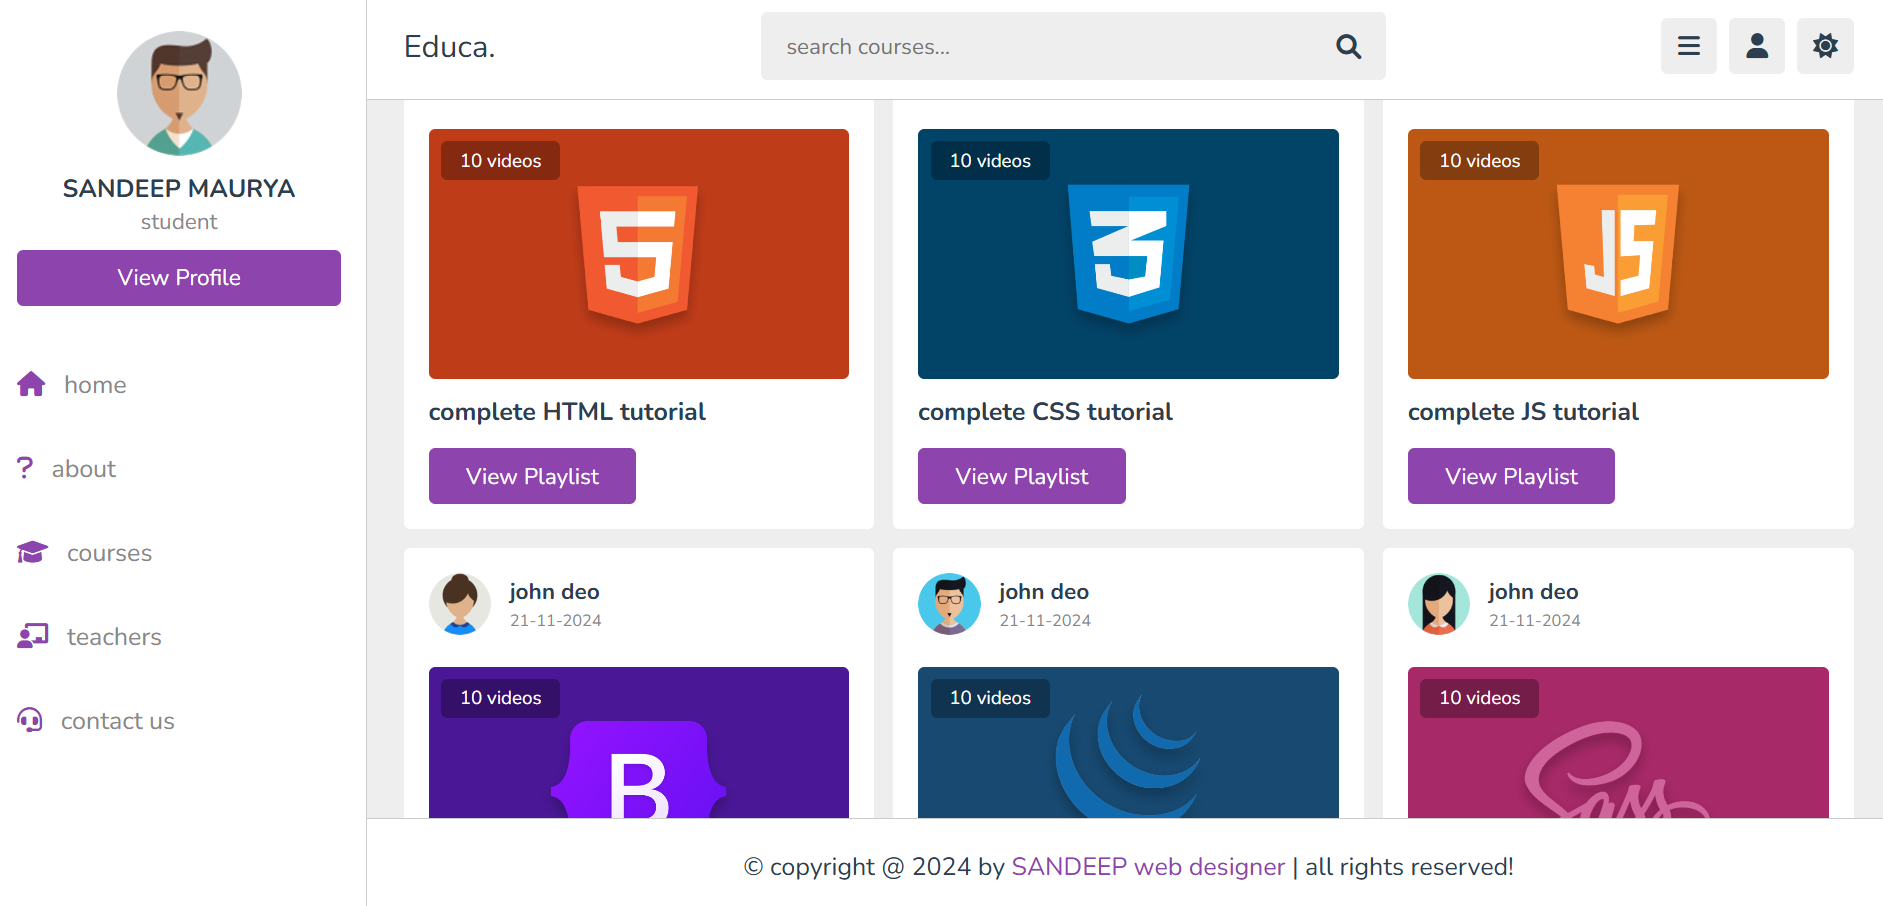 SANDEEP MAURYA
student
View Profile
home
about
courses
teachers
contact us
Educa.
search courses...
10 videos
5
complete HTML tutorial
View Playlist
10 videos
3
complete CSS tutorial
View Playlist
10 videos
JS
complete JS tutorial
View Playlist
john deo
21-11-2024
10 videos
B
john deo
21-11-2024
10 videos
john deo
21-11-2024
10 videos
Sass
© copyright @ 2024 by SANDEEP web designer | all rights reserved!